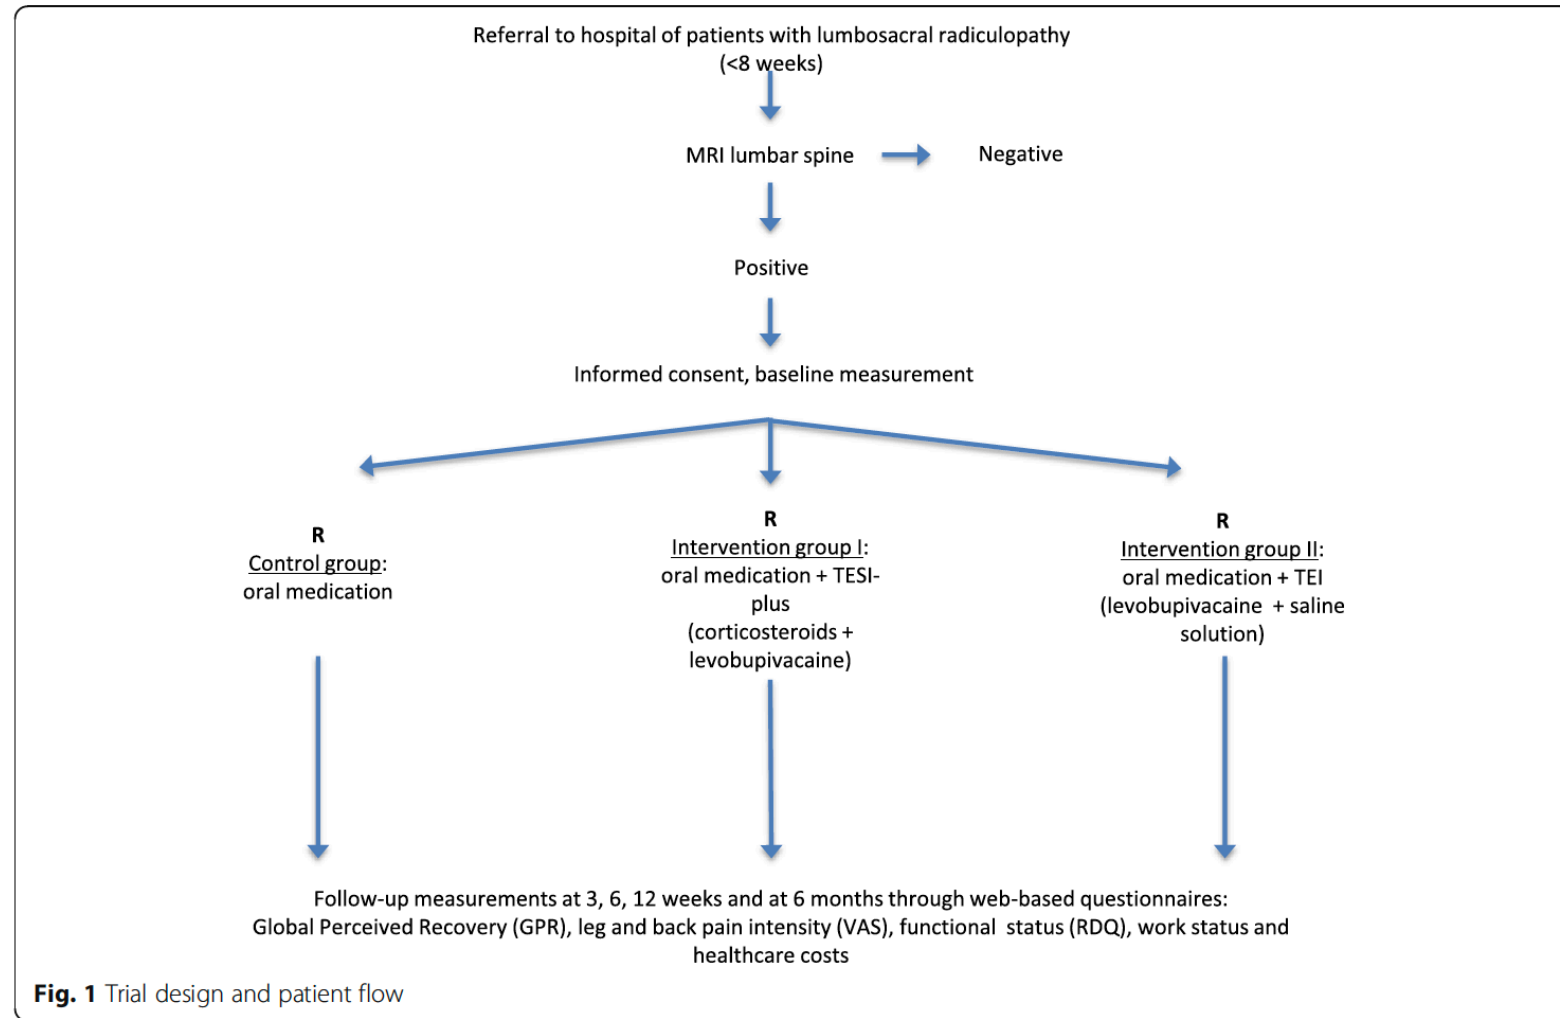 Referral to hospital of patients with lumbosacral radiculopathy
(<8 weeks)
MRI lumbar spine
Negative
Positive
Informed consent, baseline measurement
R
Control group:
oral medication
R
Intervention group I:
oral medication + TESI-
plus
(corticosteroids +
levobupivacaine)
R
Intervention group II:
oral medication + TEI
(levobupivacaine + saline
solution)
Follow-up measurements at 3, 6, 12 weeks and at 6 months through web-based questionnaires:
Global Perceived Recovery (GPR), leg and back pain intensity (VAS), functional status (RDQ), work status and
healthcare costs
Fig. 1 Trial design and patient flow